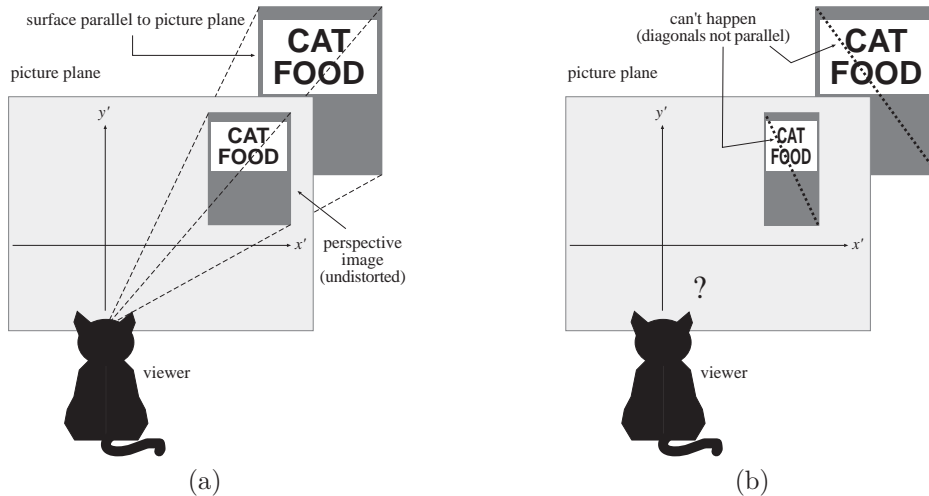 surface parallel to picture plane
CAT
FOOD
picture plane
y′
CAT
FOOD
x′
perspective
image
(undistorted)
viewer
(a)
can't happen
(diagonals not parallel)
CAT
FOOD
picture plane
y′
CAT
FOOD
x′
?
viewer
(b)